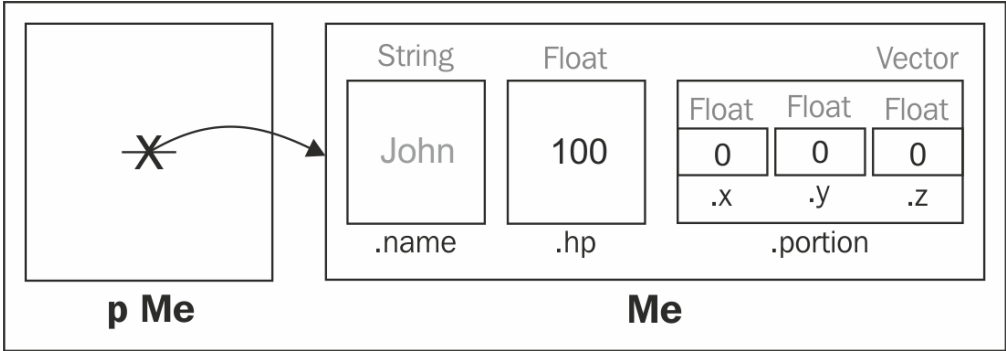 String Float Vector
Float Float Float
X John 100 0 0 0
.x .y .z
.name .hp .portion
p Me Me